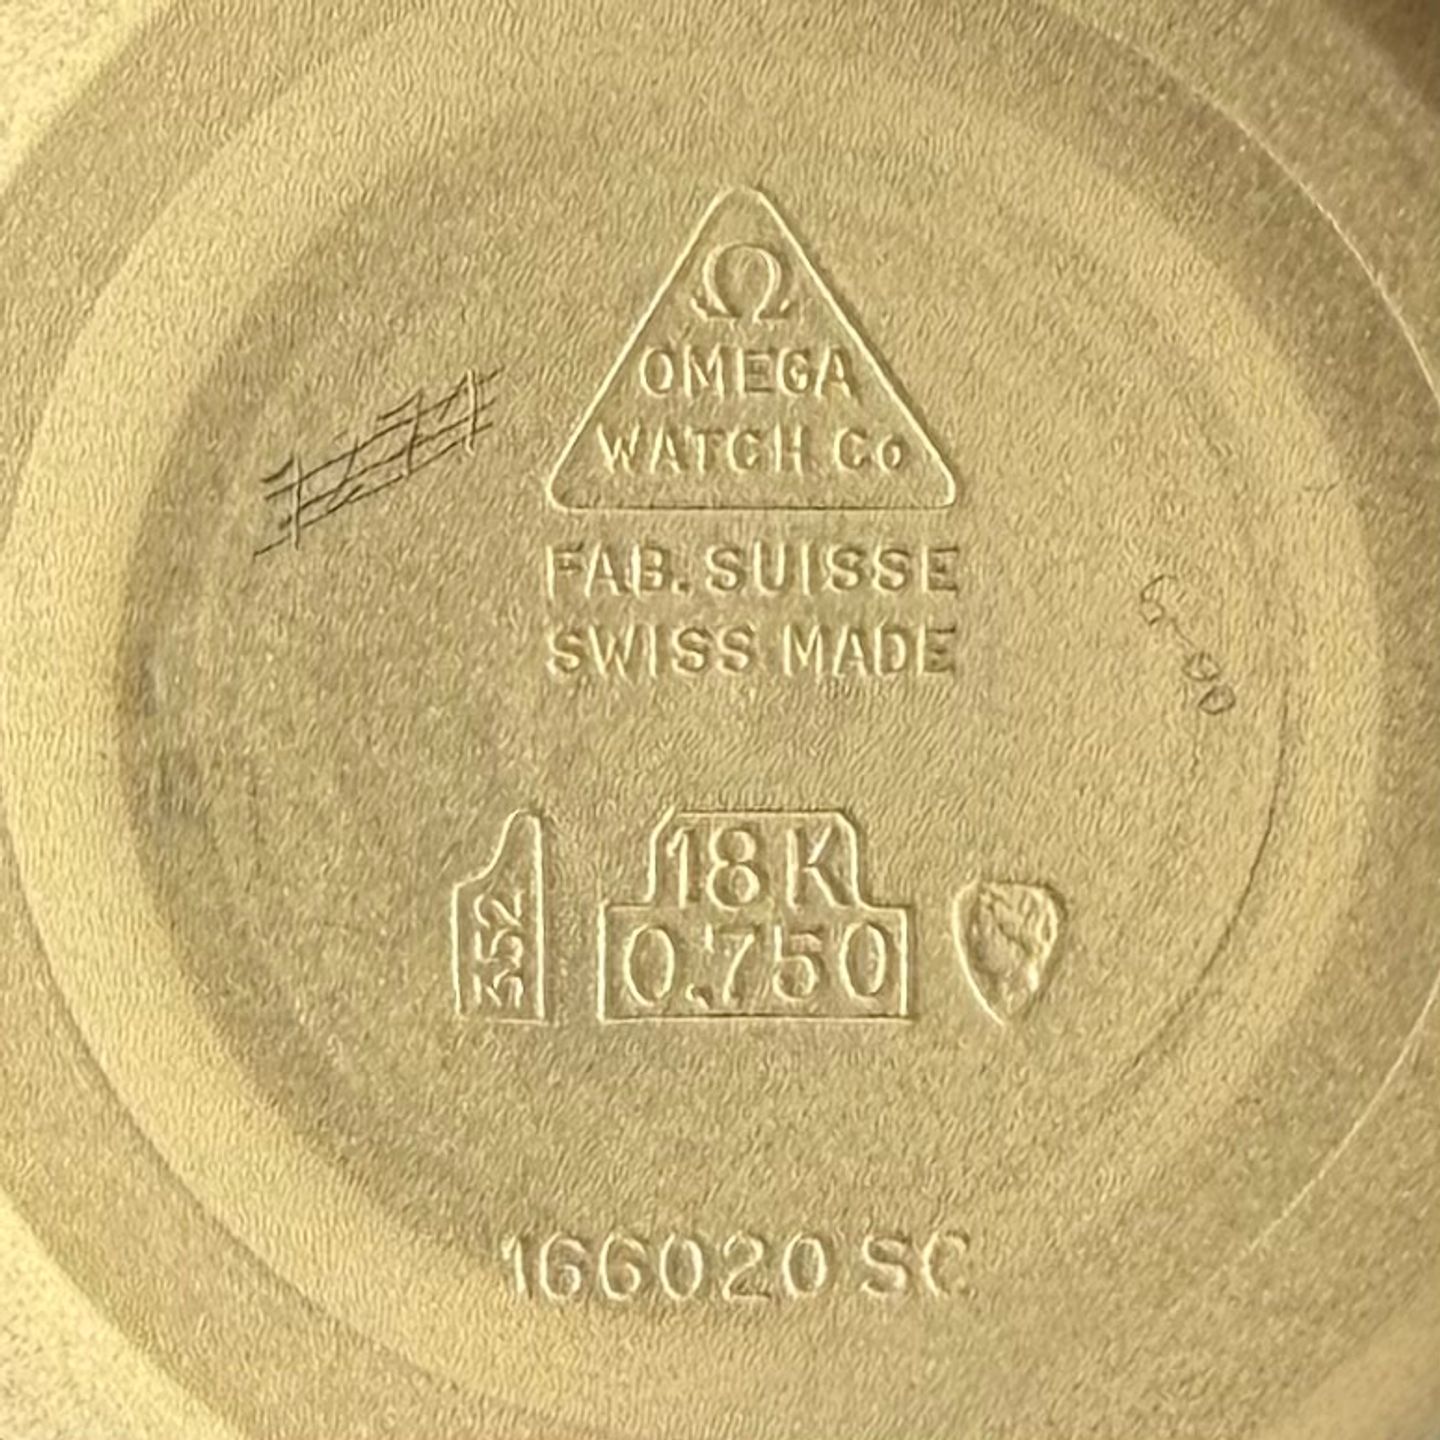 Ω
OMEGA
WATCH Co
FAB. SUISSE
SWISS MADE
352
18K
0.750
166020 SC